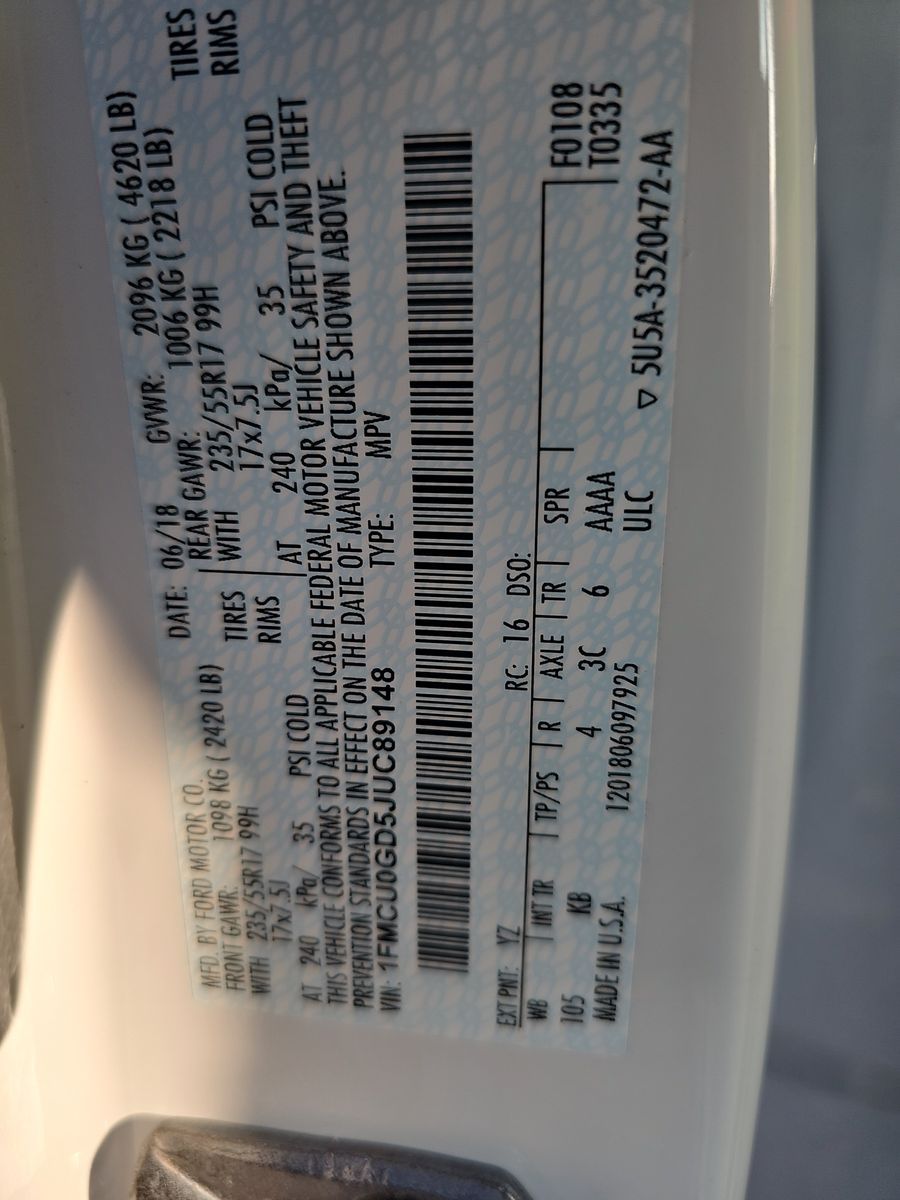 MFD. BY FORD MOTOR CO.
DATE: 06/18 GVWR: 2096 KG ( 4620 LB)
FRONT GAWR: 1098 KG ( 2420 LB)
REAR GAWR: 1006 KG ( 2218 LB)
WITH 235/55R17 99H TIRES
WITH 235/55R17 99H TIRES
17x7.5J RIMS
17x7.5J RIMS
AT 240 kPa/ 35 PSI COLD
AT 240 kPa/ 35 PSI COLD
THIS VEHICLE CONFORMS TO ALL APPLICABLE FEDERAL MOTOR VEHICLE SAFETY AND THEFT
PREVENTION STANDARDS IN EFFECT ON THE DATE OF MANUFACTURE SHOWN ABOVE.
VIN: 1FMCU0GD5JUC89148 TYPE: MPV
EXT PNT: YZ RC: 16 DSO: F0108
T0335
WB INT TR TP/PS R AXLE TR SPR
105 KB 4 3C 6 AAAA
MADE IN U.S.A. 120180609 7925 ULC
▽ 5U5A-3520472-AA